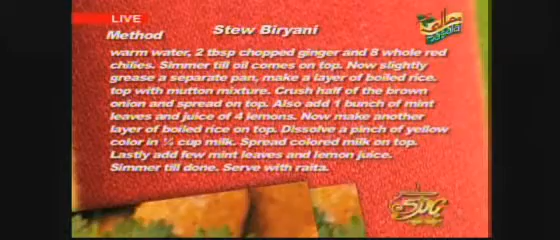 LIVE
Stew Biryani
Method
warm water, 2 tbsp chopped ginger and 8 whole red
chilies. Simmer till oil comes on top. Now slightly
grease a separate pan, make a layer of boiled rice.
top with mutton mixture. Crush half of the brown
onion and spread on top. Also add 1 bunch of mint
leaves and juice of 4 lemons. Now make another
layer of boiled rice on top. Dissolve a pinch of yellow
color in ¼ cup milk. Spread colored milk on top.
Lastly add few mint leaves and lemon juice.
Simmer till done. Serve with raita.